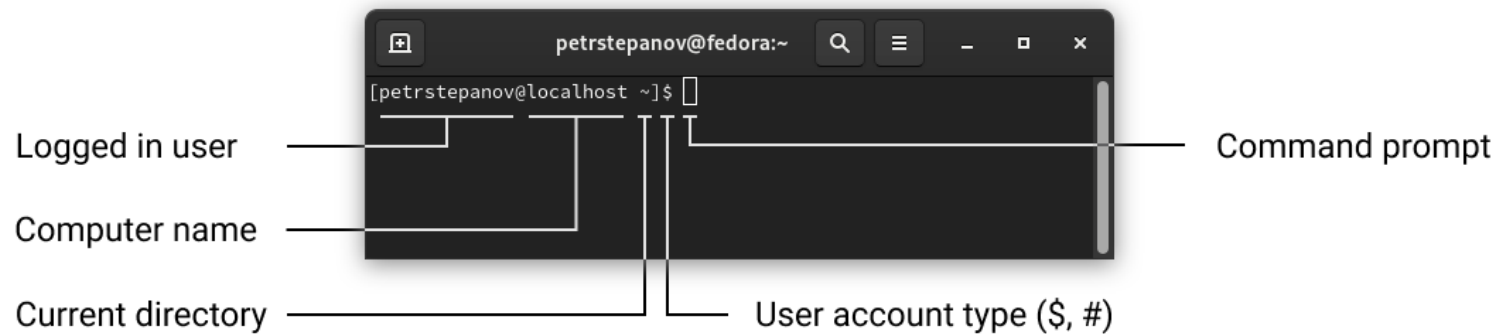 petrstepanov@fedora:~
[petrstepanov@localhost ~]$
Logged in user
Command prompt
Computer name
Current directory
User account type ($, #)